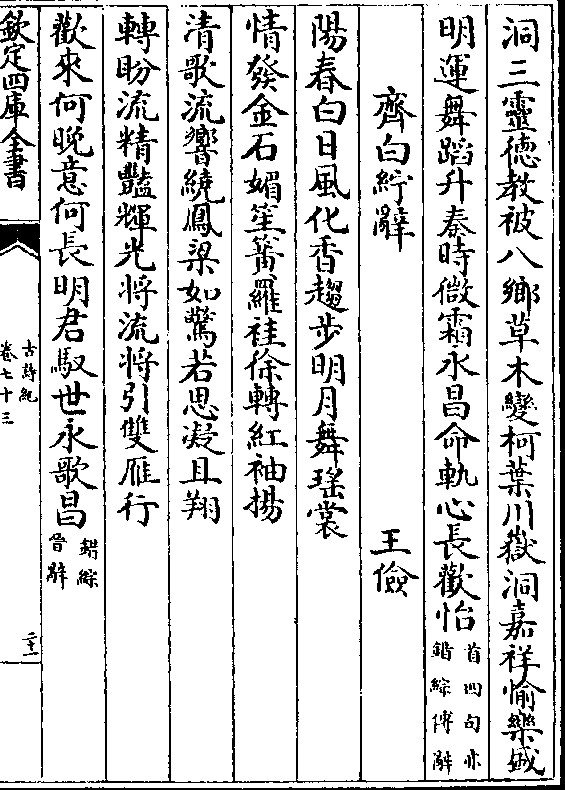 洞三靈德教被八鄉草木變柯葉川嶽洞嘉祥愉樂盛
明運舞蹈升泰時微霜永昌命軌心長歡怡首四句亦錯綜傅辭
齊白紵辭 王儉
陽春白日風化香趨步明月舞瑤裳
情發金石媚笙簧羅袿徐轉紅袖揚
清歌流響繞鳳梁如驚若思凝且翔
轉盻流精豔輝光將流將引雙雁行
歡來何晚意何長明君馭世永歌昌錯綜晉辭
欽定四庫全書
古詩紀
卷七十三